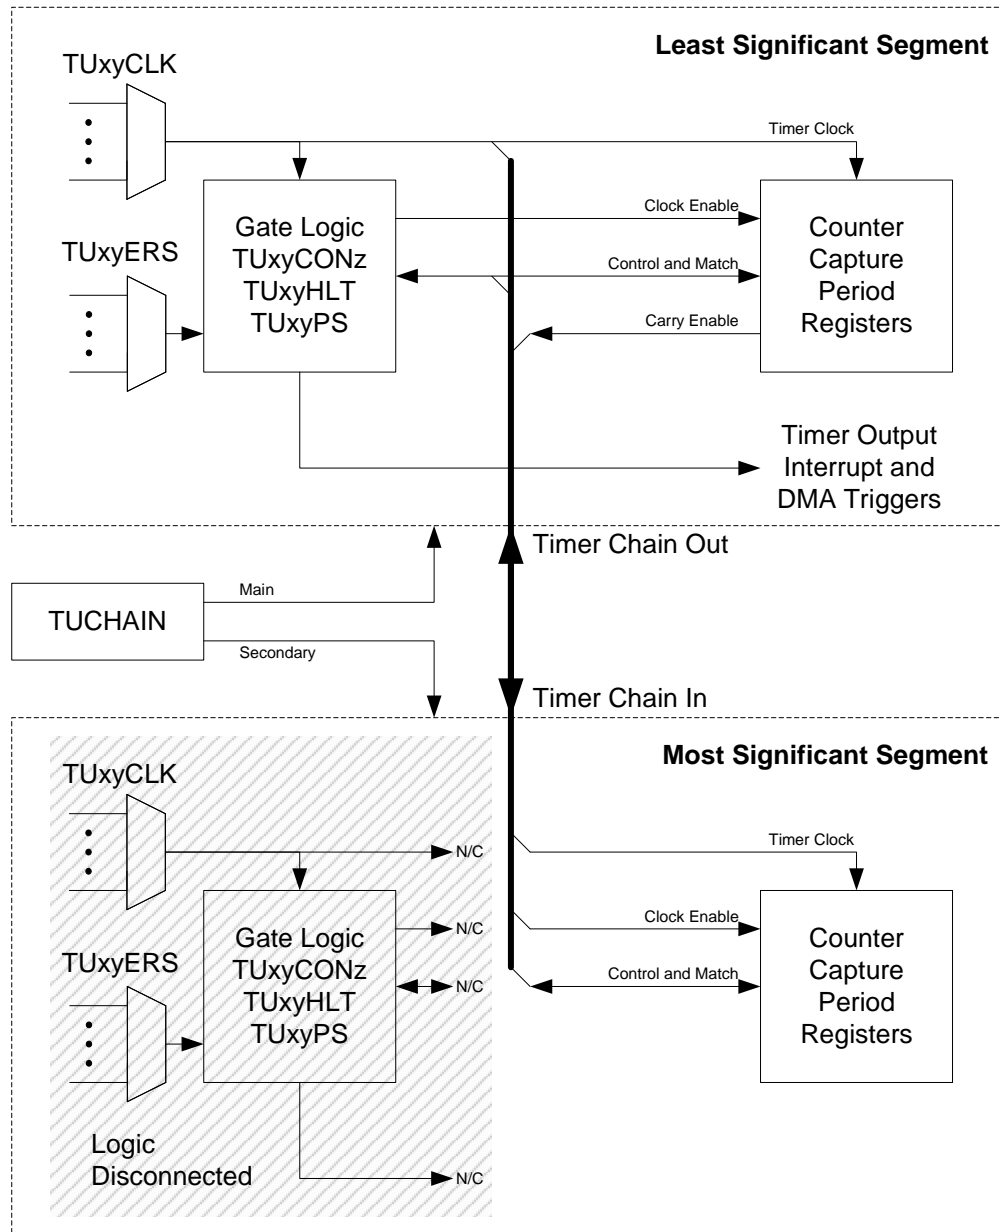 Least Significant Segment
TUxyCLK
Timer Clock
Gate Logic
TUxyCONz
TUxyHLT
TUxyPS
Clock Enable
Control and Match
Carry Enable
Counter
Capture
Period
Registers
TUxyERS
Timer Output
Interrupt and
DMA Triggers
Timer Chain Out
TUCHAIN
Main
Secondary
Timer Chain In
Most Significant Segment
TUxyCLK
N/C
Timer Clock
Gate Logic
TUxyCONz
TUxyHLT
TUxyPS
N/C
N/C
Clock Enable
Control and Match
Counter
Capture
Period
Registers
TUxyERS
Logic
Disconnected
N/C